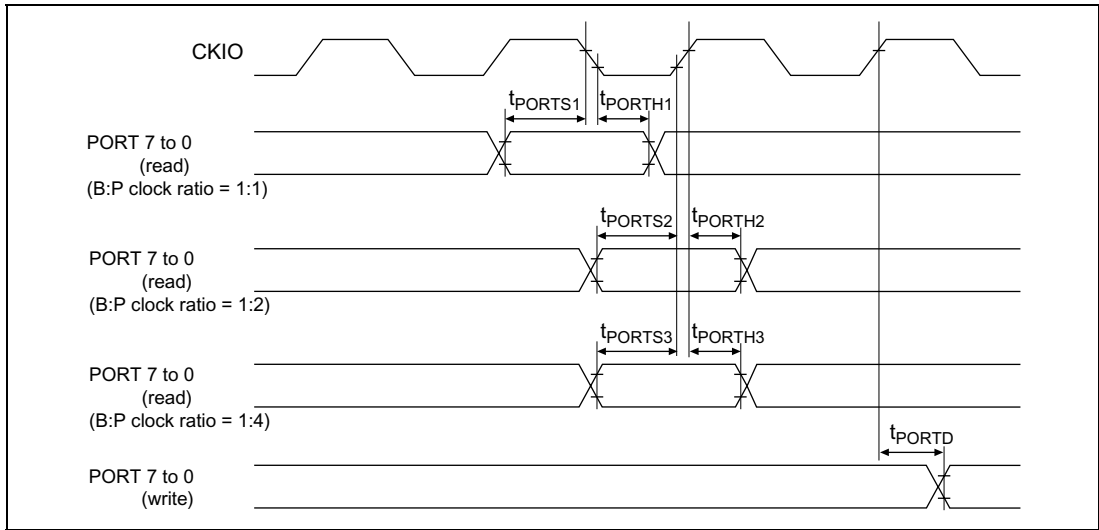 CKIO
tPORTS1 tPORTH1
PORT 7 to 0
(read)
(B:P clock ratio = 1:1)
tPORTS2 tPORTH2
PORT 7 to 0
(read)
(B:P clock ratio = 1:2)
tPORTS3 tPORTH3
PORT 7 to 0
(read)
(B:P clock ratio = 1:4)
tPORTD
PORT 7 to 0
(write)